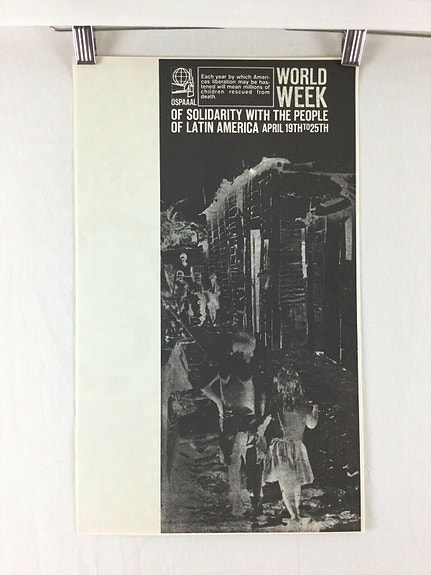 Each year by which Ameri-
cas liberation may be has-
tened will mean millions of
children rescued from
death.
OSPAAAL
WORLD
WEEK
OF SOLIDARITY WITH THE PEOPLE
OF LATIN AMERICA APRIL 19TH TO 25TH